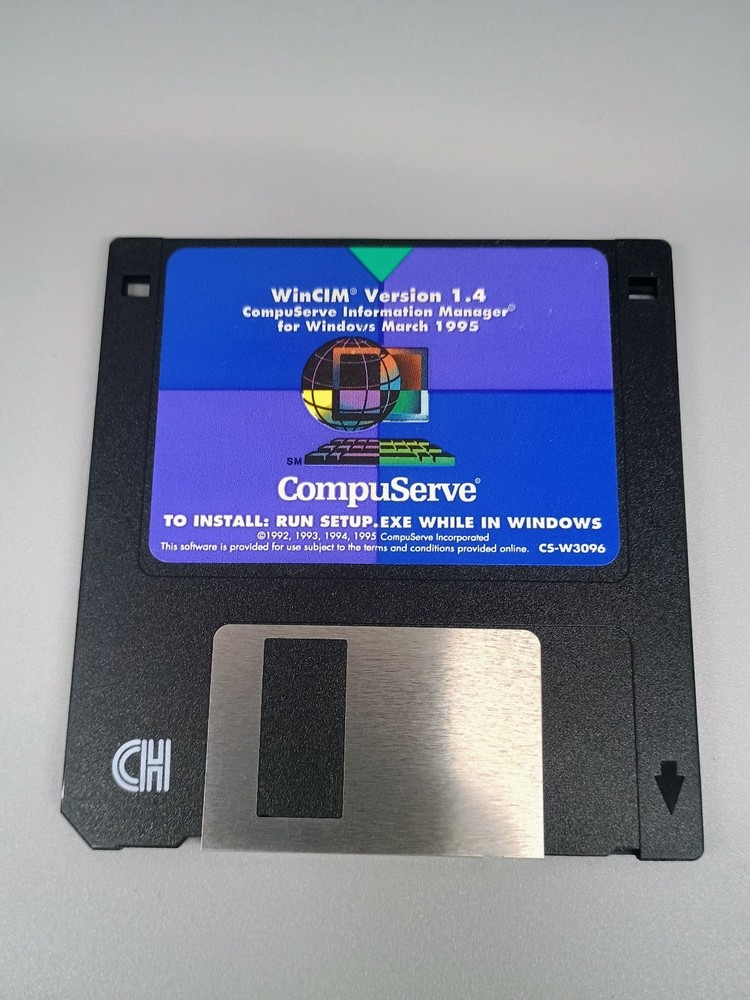 WinCIM® Version 1.4
CompuServe Information Manager®
for Windows March 1995
SM
CompuServe®
TO INSTALL: RUN SETUP.EXE WHILE IN WINDOWS
©1992, 1993, 1994, 1995 CompuServe Incorporated
This software is provided for use subject to the terms and conditions provided online. CS-W3096
CH